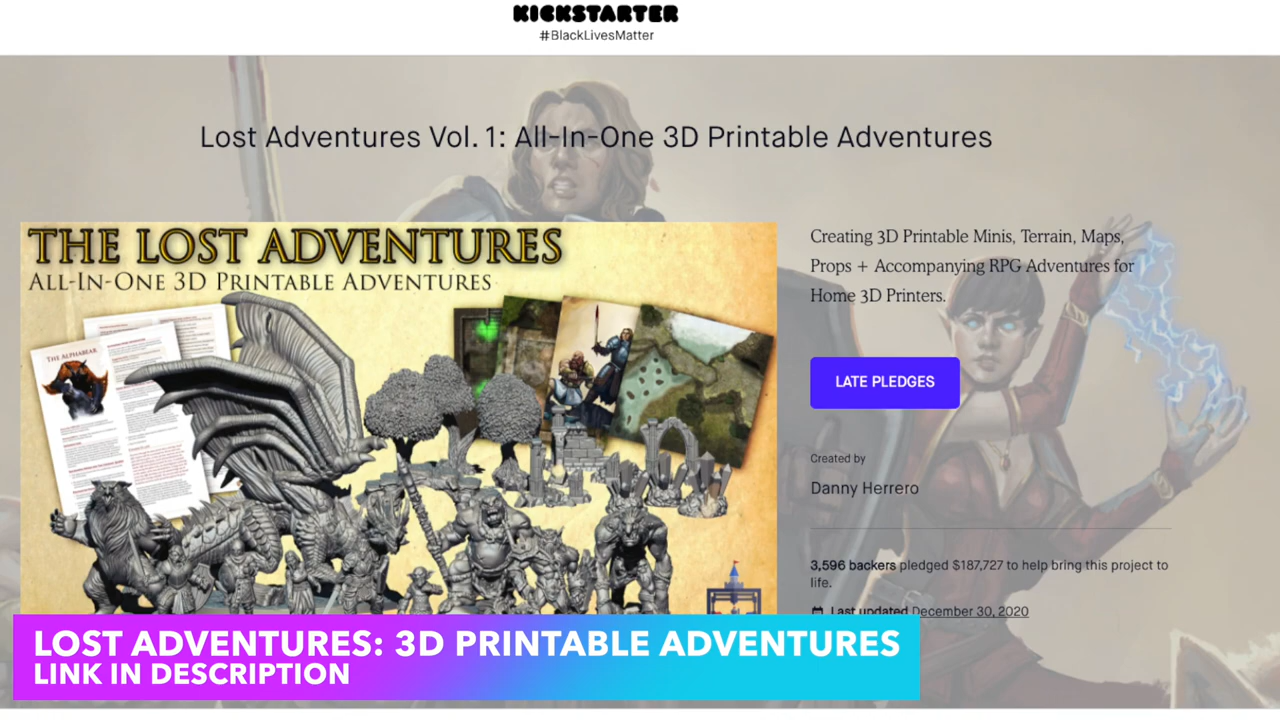 KICKSTARTER
#BlackLivesMatter
Lost Adventures Vol. 1: All-In-One 3D Printable Adventures
THE LOST ADVENTURES
ALL-IN-ONE 3D PRINTABLE ADVENTURES
THE ALPHABEAR
Creating 3D Printable Minis, Terrain, Maps,
Props + Accompanying RPG Adventures for
Home 3D Printers.
LATE PLEDGES
Created by
Danny Herrero
3,596 backers pledged $187,727 to help bring this project to
life.
Last updated December 30, 2020
LOST ADVENTURES: 3D PRINTABLE ADVENTURES
LINK IN DESCRIPTION